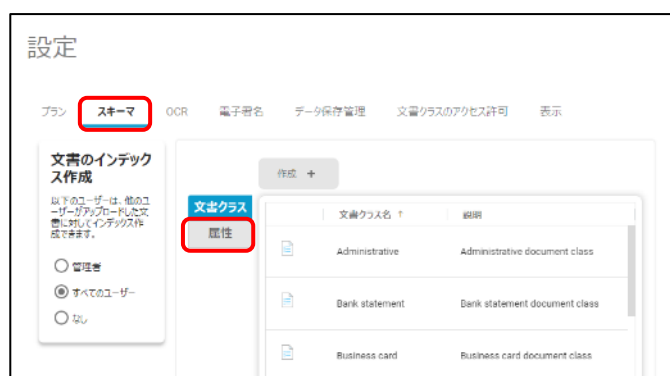 設定
プラン スキーマ OCR 電子署名 データ保存管理 文書クラスのアクセス許可 表示
文書のインデック
ス作成
以下のユーザーは、他のユ
ーザーがアップロードした文
書に対してインデックス作
成できます。
管理者
すべてのユーザー
なし
文書クラス
属性
作成 +
文書クラス名 ↑ 説明
Administrative Administrative document class
Bank statement Bank statement document class
Business card Business card document class